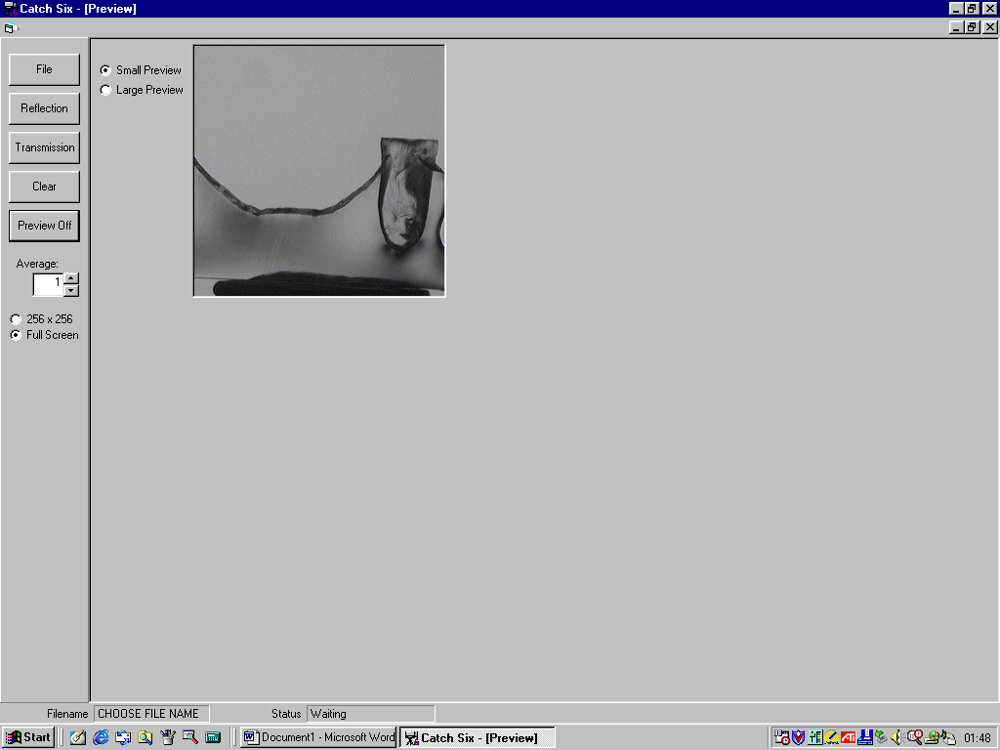 Catch Six - [Preview]
File
Reflection
Transmission
Clear
Preview Off
Average:
1
256 x 256
Full Screen
Small Preview
Large Preview
Filename CHOOSE FILE NAME Status Waiting
Start Document1 - Microsoft Word Catch Six - [Preview] ATI 01:48